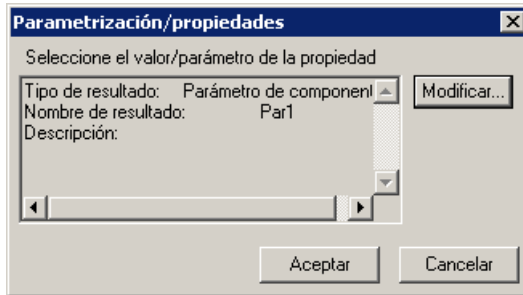 Parametrización/propiedades
Seleccione el valor/parámetro de la propiedad
Tipo de resultado: Parámetro de component
Nombre de resultado: Par1
Descripción:
Modificar...
Aceptar
Cancelar